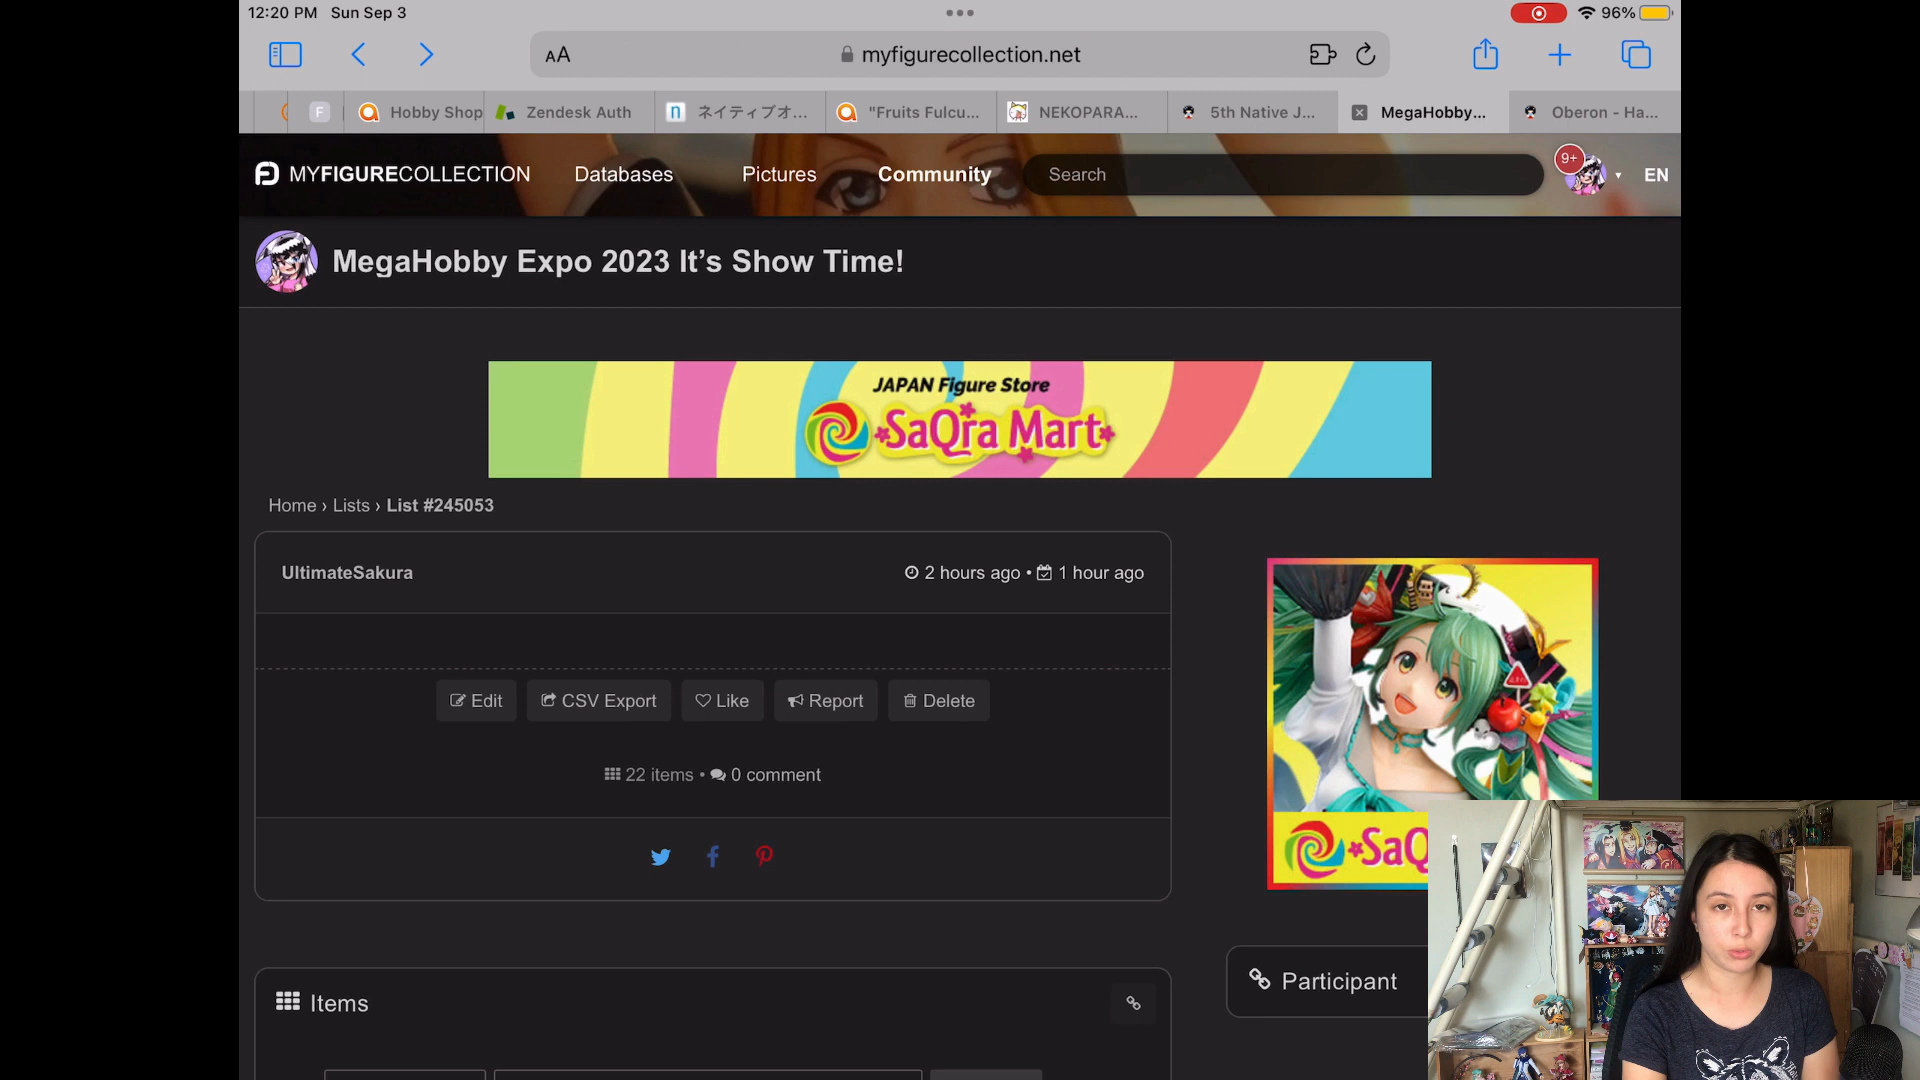 12:20 PM Sun Sep 3
96%
AA
myfigurecollection.net
F
Hobby Shop
Zendesk Auth
n
ネイティブオ...
"Fruits Fulcu...
NEKOPARA...
5th Native J...
MegaHobby...
Oberon - Ha...
MYFIGURECOLLECTION
Databases
Pictures
Community
Search
9+
EN
MegaHobby Expo 2023 It’s Show Time!
JAPAN Figure Store
SaQra Mart
Home › Lists › List #245053
UltimateSakura
2 hours ago • 1 hour ago
Edit
CSV Export
Like
Report
Delete
22 items • 0 comment
SaQ
Participant
Items